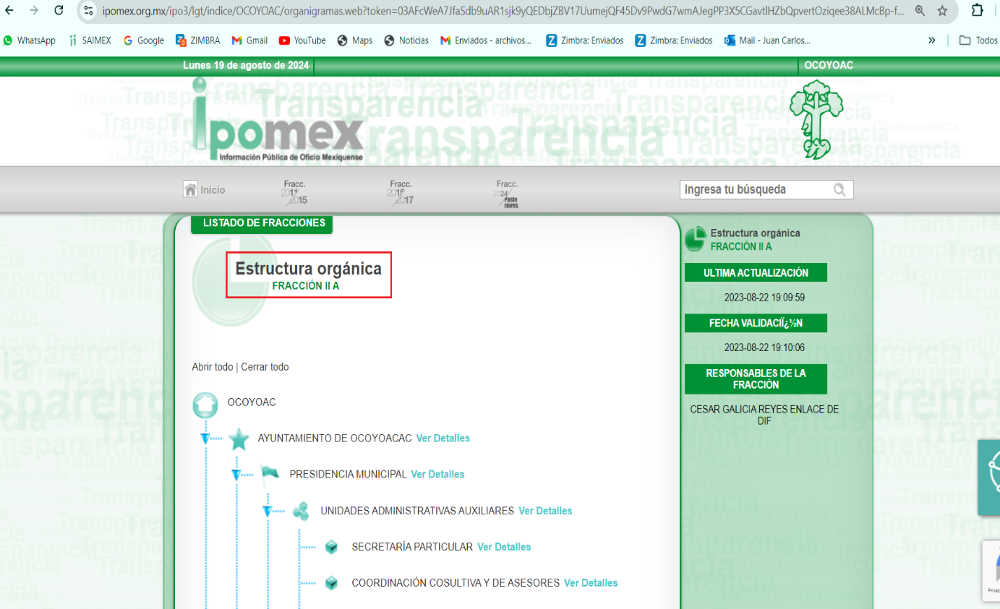 ipomex.org.mx/ipo3/lgt/indice/OCOYOAC/organigramas.web?token=03AFcWeA7JfaSdb9uAR1sjk9yQEDbjZBV17UumejQF45Dv9PwdG7wmAJegPP3X5CGavtlHZbQpvertOziqee38ALMcBp-f...
WhatsApp SAIMEX Google ZIMBRA Gmail YouTube Maps Noticias Enviados - archivos... Zimbra: Enviados Zimbra: Enviados Mail - Juan Carlos... » Todos
Lunes 19 de agosto de 2024 OCOYOAC
ipomex
Información Pública de Oficio Mexiquense
Transparencia
Inicio
Fracc.
2011/
2015
Fracc.
2015/
2017
Fracc.
2024/
Poste
riores
Ingresa tu búsqueda
LISTADO DE FRACCIONES
Estructura orgánica
FRACCIÓN II A
Abrir todo | Cerrar todo
OCOYOAC
AYUNTAMIENTO DE OCOYOACAC Ver Detalles
PRESIDENCIA MUNICIPAL Ver Detalles
UNIDADES ADMINISTRATIVAS AUXILIARES Ver Detalles
SECRETARÍA PARTICULAR Ver Detalles
COORDINACIÓN COSULTIVA Y DE ASESORES Ver Detalles
Estructura orgánica
FRACCIÓN II A
ULTIMA ACTUALIZACIÓN
2023-08-22 19:09:59
FECHA VALIDACIÏ¿½N
2023-08-22 19:10:06
RESPONSABLES DE LA
FRACCIÓN
CESAR GALICIA REYES ENLACE DE
DIF